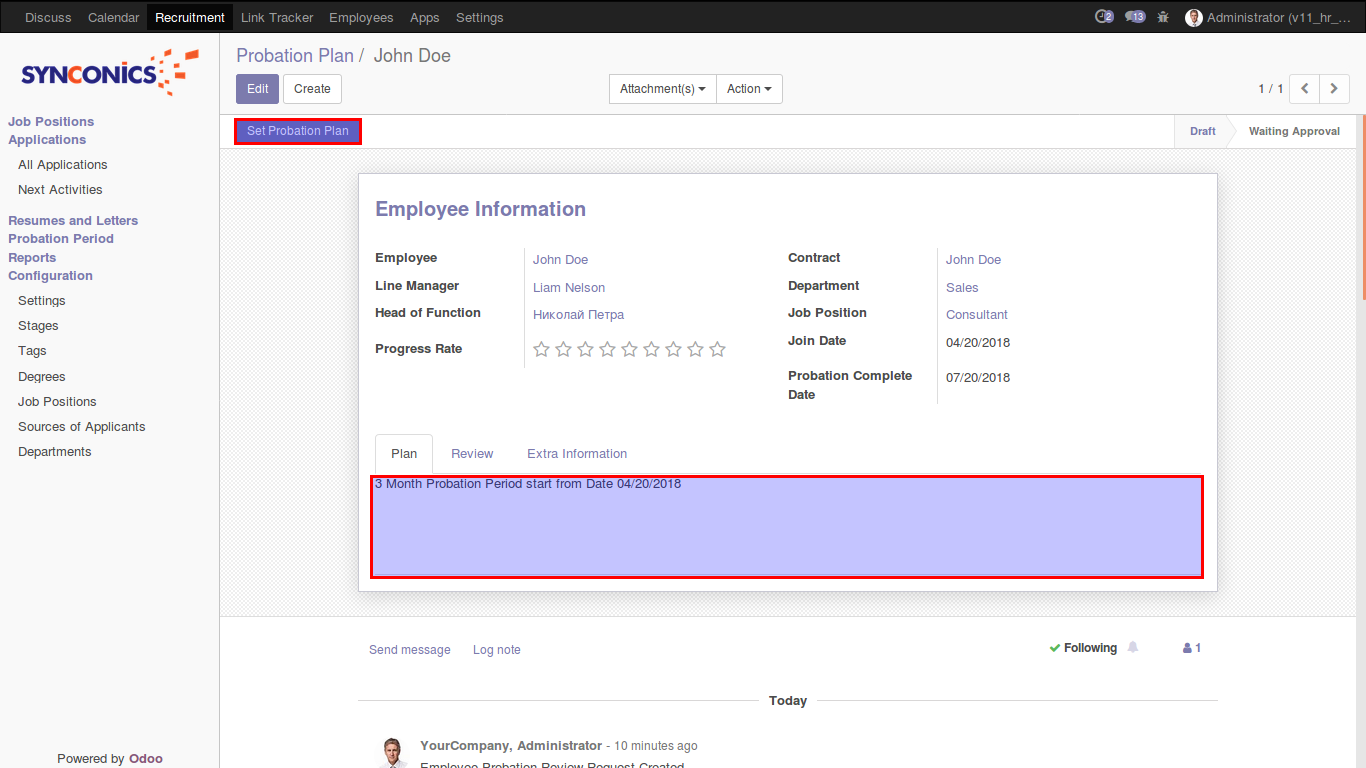 Discuss Calendar Recruitment Link Tracker Employees Apps Settings 2 13 Administrator (v11_hr_...
SYNCONICS
Job Positions
Applications
All Applications
Next Activities
Resumes and Letters
Probation Period
Reports
Configuration
Settings
Stages
Tags
Degrees
Job Positions
Sources of Applicants
Departments
Powered by Odoo
Probation Plan / John Doe
Edit Create Attachment(s) Action 1 / 1
Set Probation Plan Draft Waiting Approval
Employee Information
Employee John Doe
Line Manager Liam Nelson
Head of Function Николай Петра
Progress Rate
Contract John Doe
Department Sales
Job Position Consultant
Join Date 04/20/2018
Probation Complete
Date 07/20/2018
Plan Review Extra Information
3 Month Probation Period start from Date 04/20/2018
Send message Log note Following 1
Today
YourCompany, Administrator - 10 minutes ago
Employee Probation Review Request Created